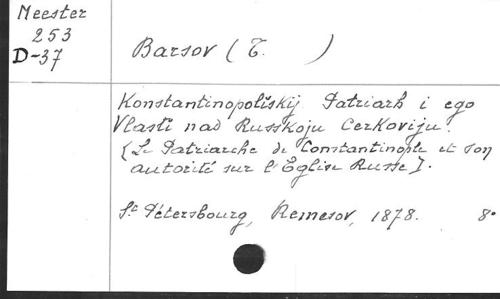 Meester
253
D-37
Barsov (T. )
Konstantinopolískij Patriarh i ego
Vlastí nad Russkoju Cerkoviju.
[Le Patriarche de Constantinople et son
autorité sur l'Eglise Russe].
St Pétersbourg, Remesov, 1878. 8°